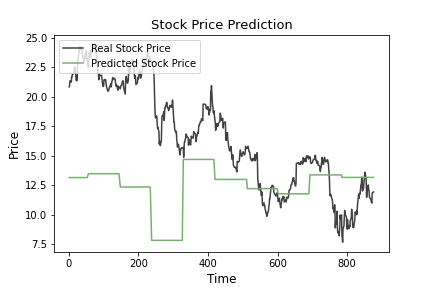 Stock Price Prediction
Real Stock Price
Predicted Stock Price
Price
25.0
22.5
20.0
17.5
15.0
12.5
10.0
7.5
0 200 400 600 800
Time